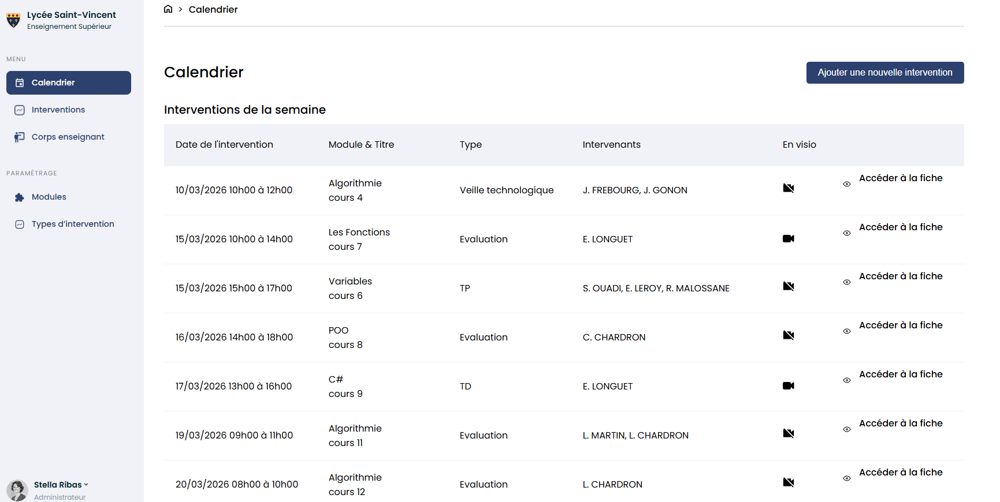 Lycée Saint-Vincent
Enseignement Supérieur
MENU
Calendrier
Interventions
Corps enseignant
PARAMÉTRAGE
Modules
Types d’intervention
Stella Ribas
Administrateur
> Calendrier
Calendrier
Ajouter une nouvelle intervention
Interventions de la semaine
Date de l'intervention Module & Titre Type Intervenants En visio
10/03/2026 10h00 à 12h00 Algorithmie cours 4 Veille technologique J. FREBOURG, J. GONON Accéder à la fiche
15/03/2026 10h00 à 14h00 Les Fonctions cours 7 Evaluation E. LONGUET Accéder à la fiche
15/03/2026 15h00 à 17h00 Variables cours 6 TP S. OUADI, E. LEROY, R. MALOSSANE Accéder à la fiche
16/03/2026 14h00 à 18h00 POO cours 8 Evaluation C. CHARDRON Accéder à la fiche
17/03/2026 13h00 à 16h00 C# cours 9 TD E. LONGUET Accéder à la fiche
19/03/2026 09h00 à 11h00 Algorithmie cours 11 Evaluation L. MARTIN, L. CHARDRON Accéder à la fiche
20/03/2026 08h00 à 10h00 Algorithmie cours 12 Evaluation L. CHARDRON Accéder à la fiche